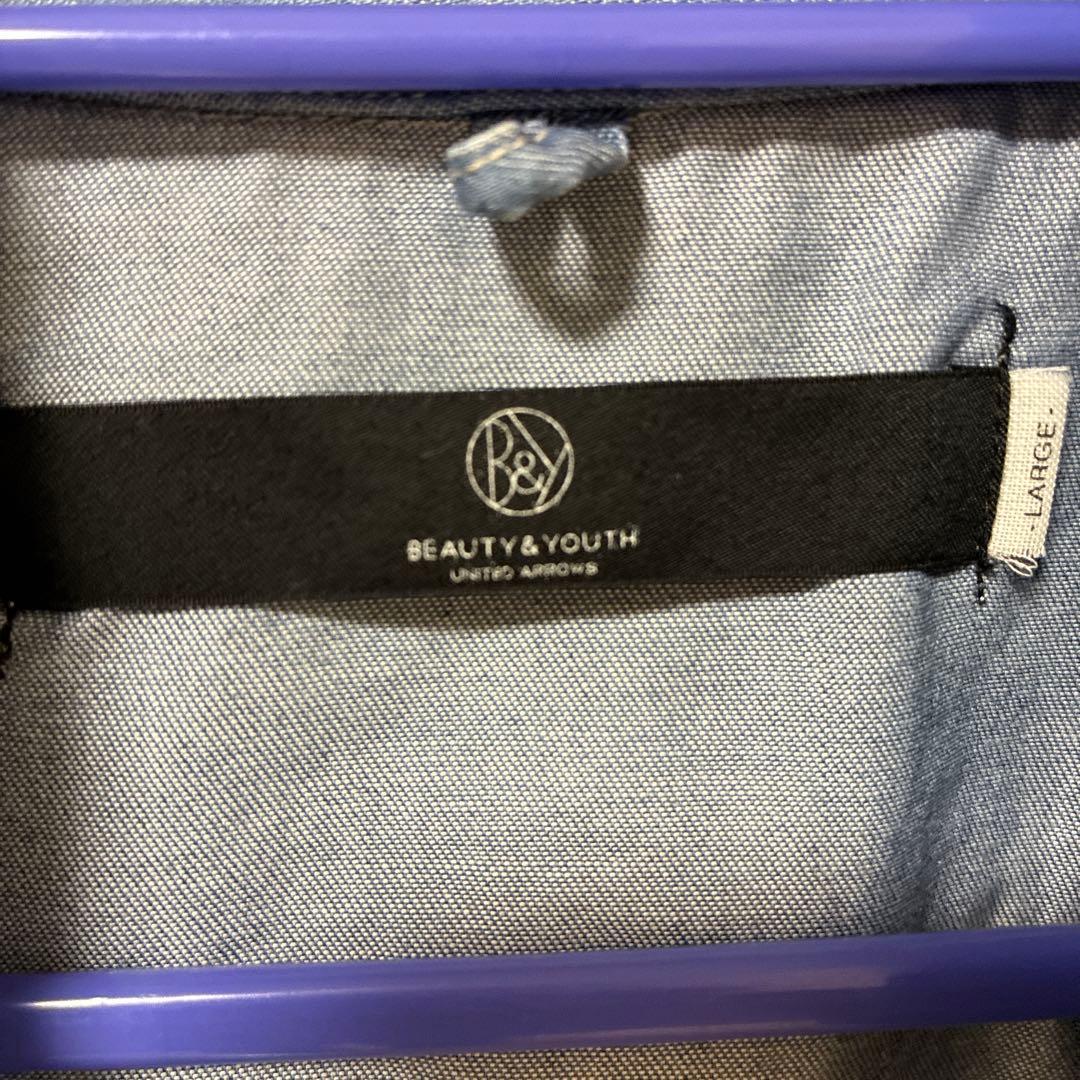 B&Y
BEAUTY & YOUTH
UNITED ARROWS
· LARGE ·